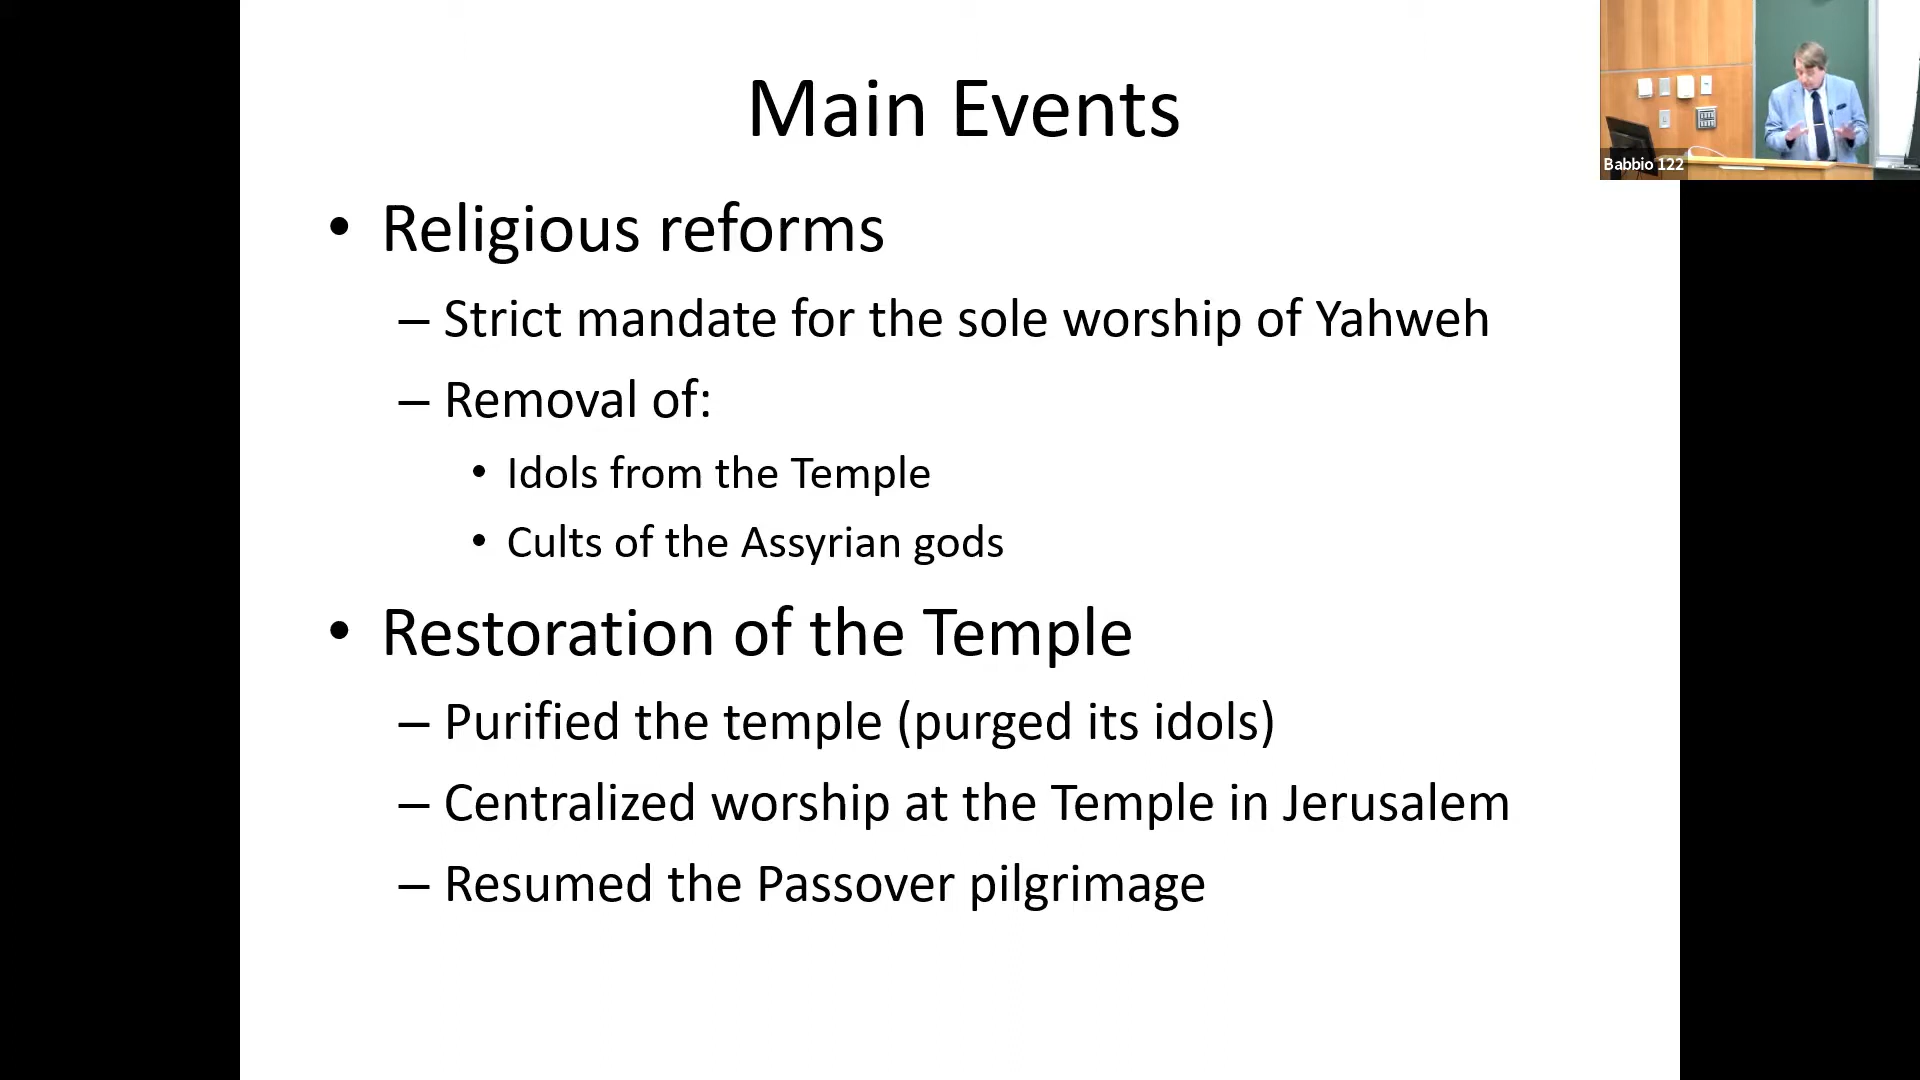 Main Events
Babbio 122
• Religious reforms
– Strict mandate for the sole worship of Yahweh
– Removal of:
• Idols from the Temple
• Cults of the Assyrian gods
• Restoration of the Temple
– Purified the temple (purged its idols)
– Centralized worship at the Temple in Jerusalem
– Resumed the Passover pilgrimage